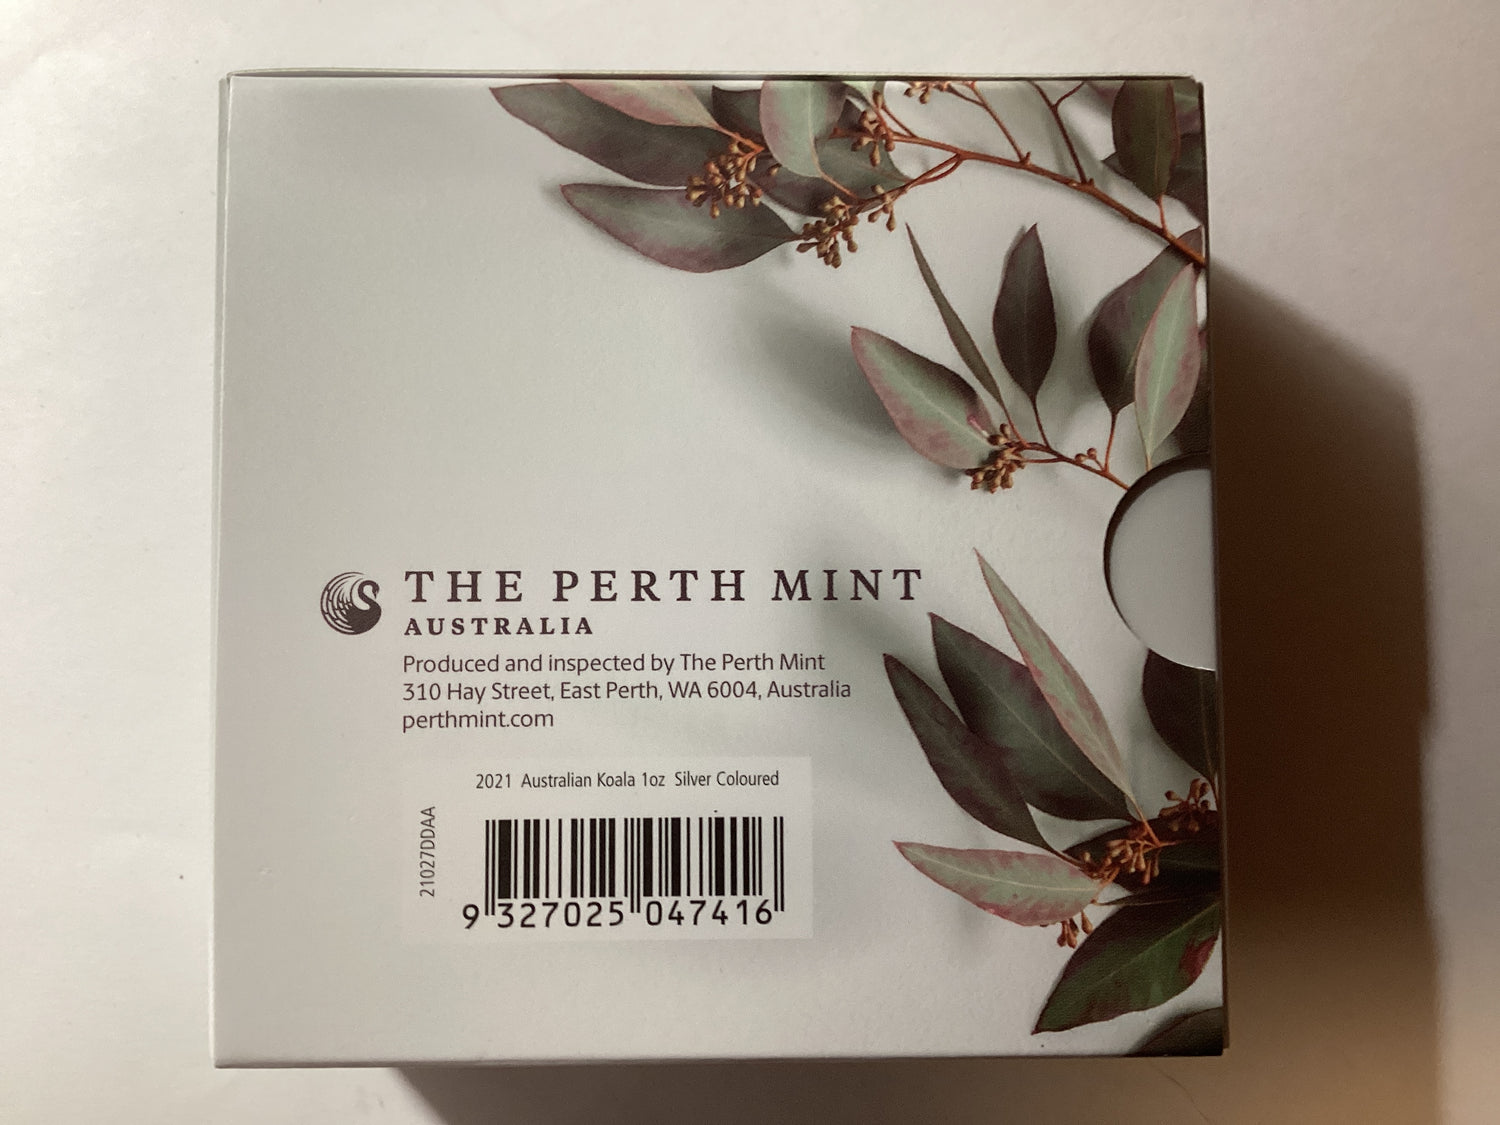 THE PERTH MINT
AUSTRALIA
Produced and inspected by The Perth Mint
310 Hay Street, East Perth, WA 6004, Australia
perthmint.com
2021 Australian Koala 1oz Silver Coloured
21027DDAA
9 327025 047416